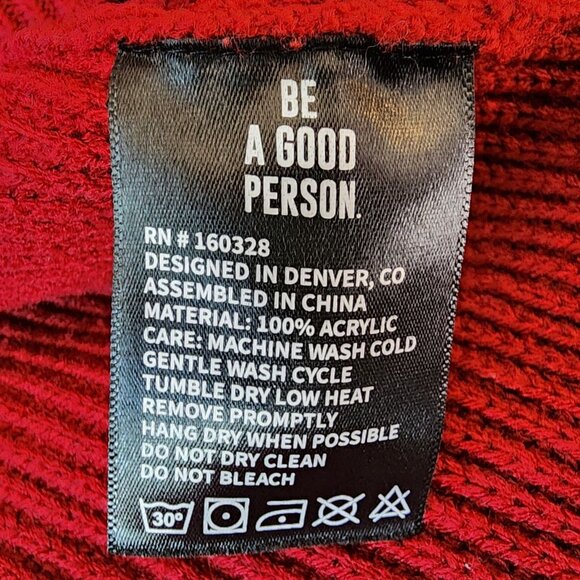 BE
A GOOD
PERSON.
RN # 160328
DESIGNED IN DENVER, CO
ASSEMBLED IN CHINA
MATERIAL: 100% ACRYLIC
CARE: MACHINE WASH COLD
GENTLE WASH CYCLE
TUMBLE DRY LOW HEAT
REMOVE PROMPTLY
HANG DRY WHEN POSSIBLE
DO NOT DRY CLEAN
DO NOT BLEACH
30°